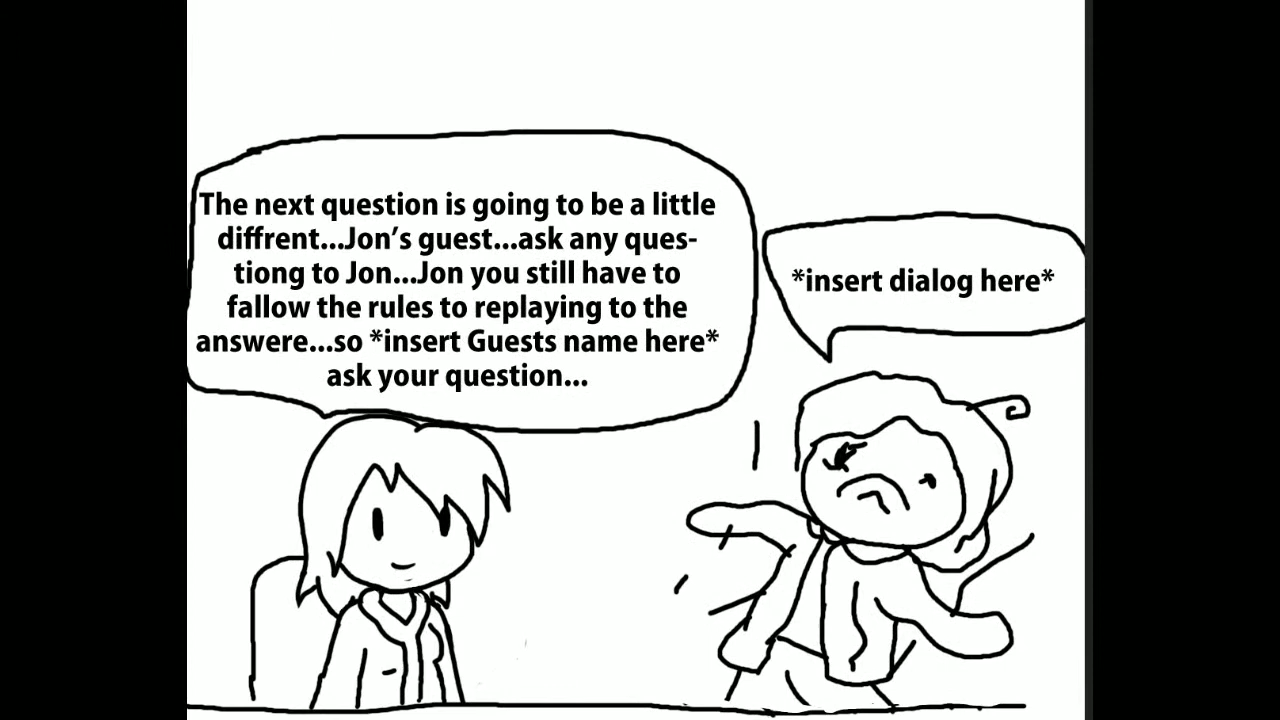 The next question is going to be a little
diffrent...Jon's guest...ask any ques-
tiong to Jon...Jon you still have to
fallow the rules to replaying to the
answere...so *insert Guests name here*
ask your question...
*insert dialog here*